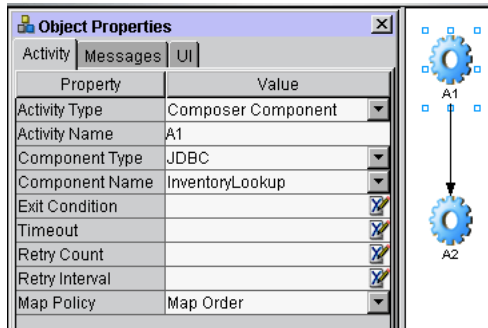 Object Properties
Activity Messages UI
Property Value
Activity Type Composer Component
Activity Name A1
Component Type JDBC
Component Name InventoryLookup
Exit Condition
Timeout
Retry Count
Retry Interval
Map Policy Map Order
A1
A2